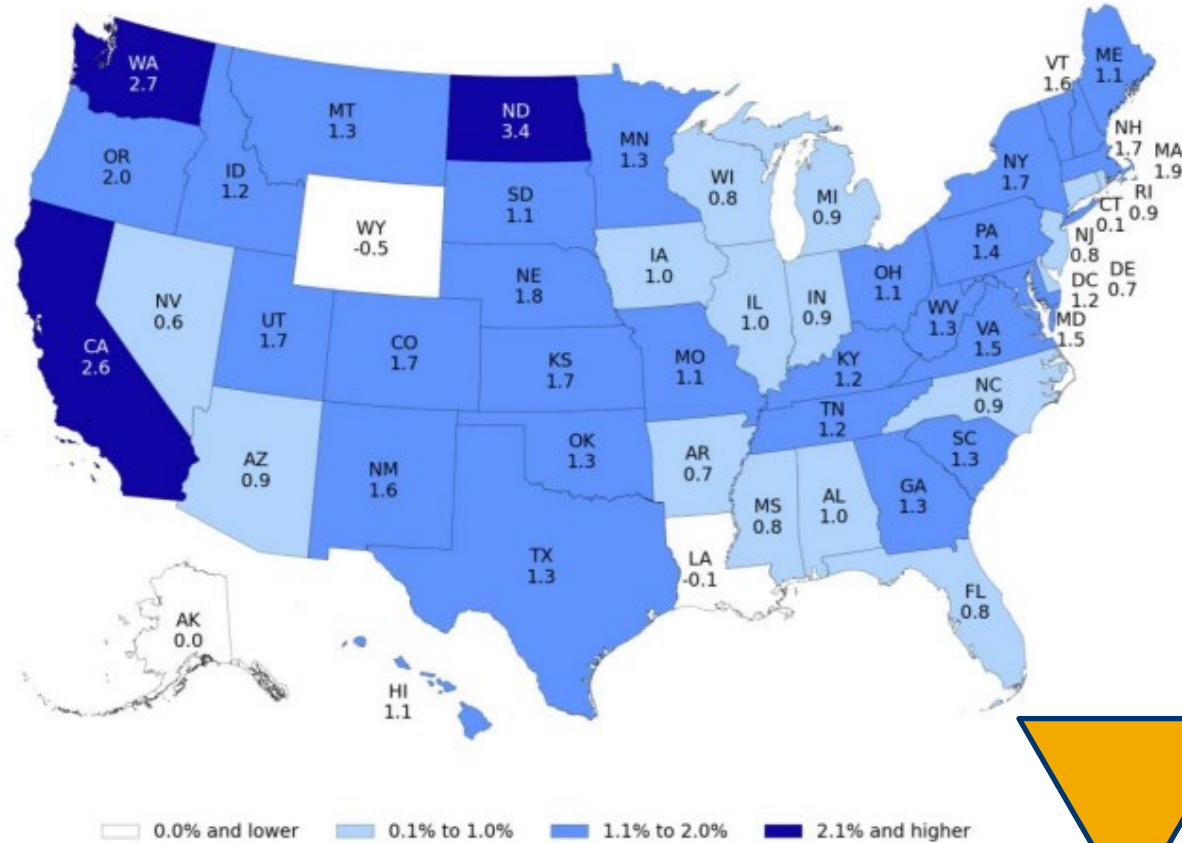 WA
2.7
MT
1.3
ND
3.4
MN
1.3
VT
1.6
ME
1.1
NH
1.7
MA
1.9
OR
2.0
ID
1.2
WY
-0.5
SD
1.1
WI
0.8
MI
0.9
NY
1.7
CT
0.1
RI
0.9
NV
0.6
UT
1.7
CO
1.7
NE
1.8
IA
1.0
IL
1.0
IN
0.9
OH
1.1
PA
1.4
NJ
0.8
DE
0.7
DC
1.2
MD
1.5
WV
1.3
VA
1.5
CA
2.6
KS
1.7
MO
1.1
KY
1.2
NC
0.9
TN
1.2
AZ
0.9
NM
1.6
OK
1.3
AR
0.7
SC
1.3
GA
1.3
MS
0.8
AL
1.0
TX
1.3
LA
-0.1
FL
0.8
AK
0.0
HI
1.1
0.0% and lower
0.1% to 1.0%
1.1% to 2.0%
2.1% and higher